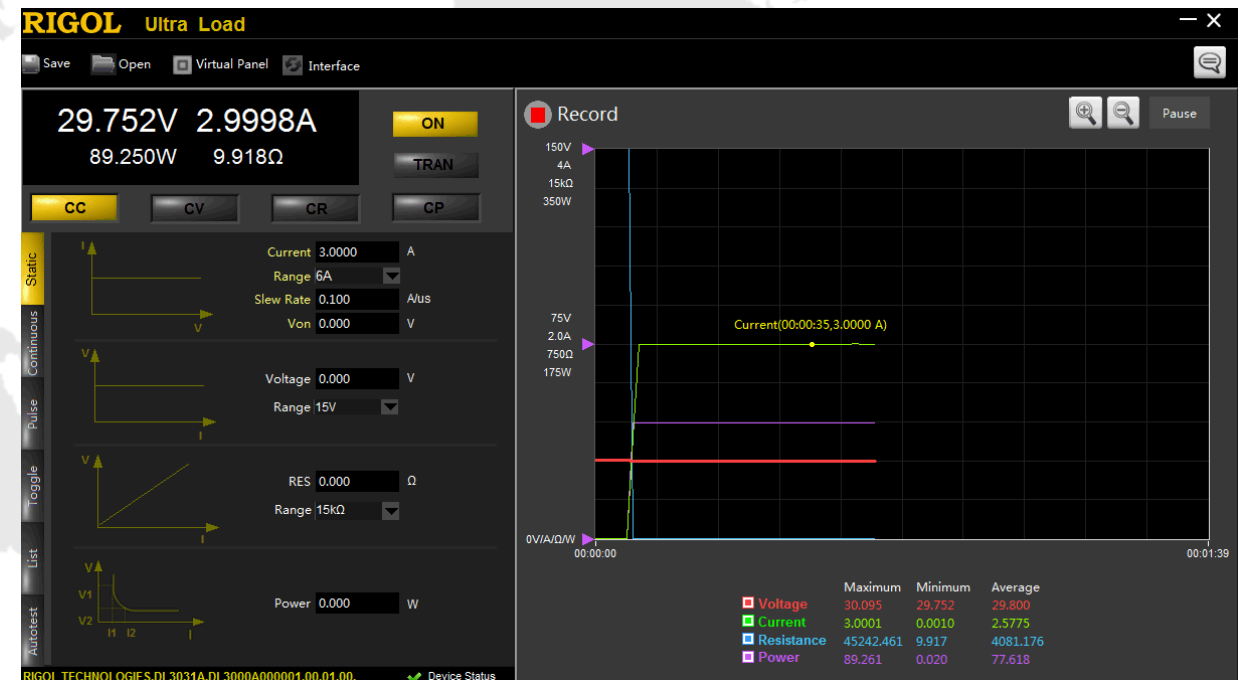 RIGOL Ultra Load
Save Open Virtual Panel Interface
29.752V 2.9998A
89.250W 9.918Ω
ON
TRAN
CC CV CR CP
Static
Continuous
Pulse
Toggle
List
Autotest
I
V
Current 3.0000 A
Range 6A
Slew Rate 0.100 A/us
Von 0.000 V
V
I
Voltage 0.000 V
Range 15V
V
I
RES 0.000 Ω
Range 15kΩ
V
V1
V2
I1 I2 I
Power 0.000 W
RIGOL TECHNOLOGIES,DL3031A,DL3000A000001,00.01.00. Device Status
Record
Pause
150V
4A
15kΩ
350W
75V
2.0A
750Ω
175W
Current(00:00:35,3.0000 A)
0V/A/Ω/W
00:00:00 00:01:39
Maximum Minimum Average
Voltage 30.095 29.752 29.800
Current 3.0001 0.0010 2.5775
Resistance 45242.461 9.917 4081.176
Power 89.261 0.020 77.618